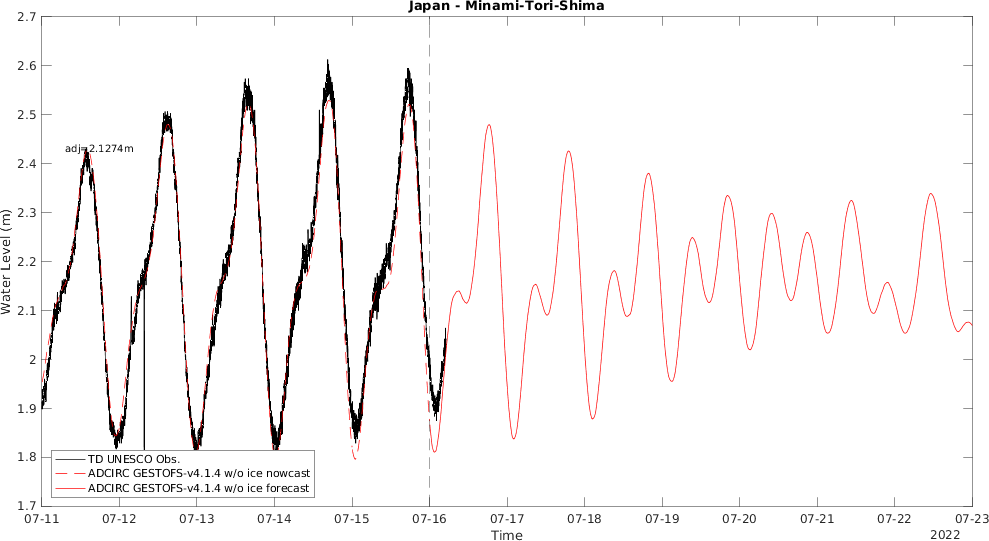 Japan - Minami-Tori-Shima
2.7
2.6
2.5
2.4
2.3
2.2
2.1
2
1.9
1.8
1.7
Water Level (m)
adj=2.1274m
TD UNESCO Obs.
ADCIRC GESTOFS-v4.1.4 w/o ice nowcast
ADCIRC GESTOFS-v4.1.4 w/o ice forecast
07-11 07-12 07-13 07-14 07-15 07-16 07-17 07-18 07-19 07-20 07-21 07-22 07-23
Time
2022